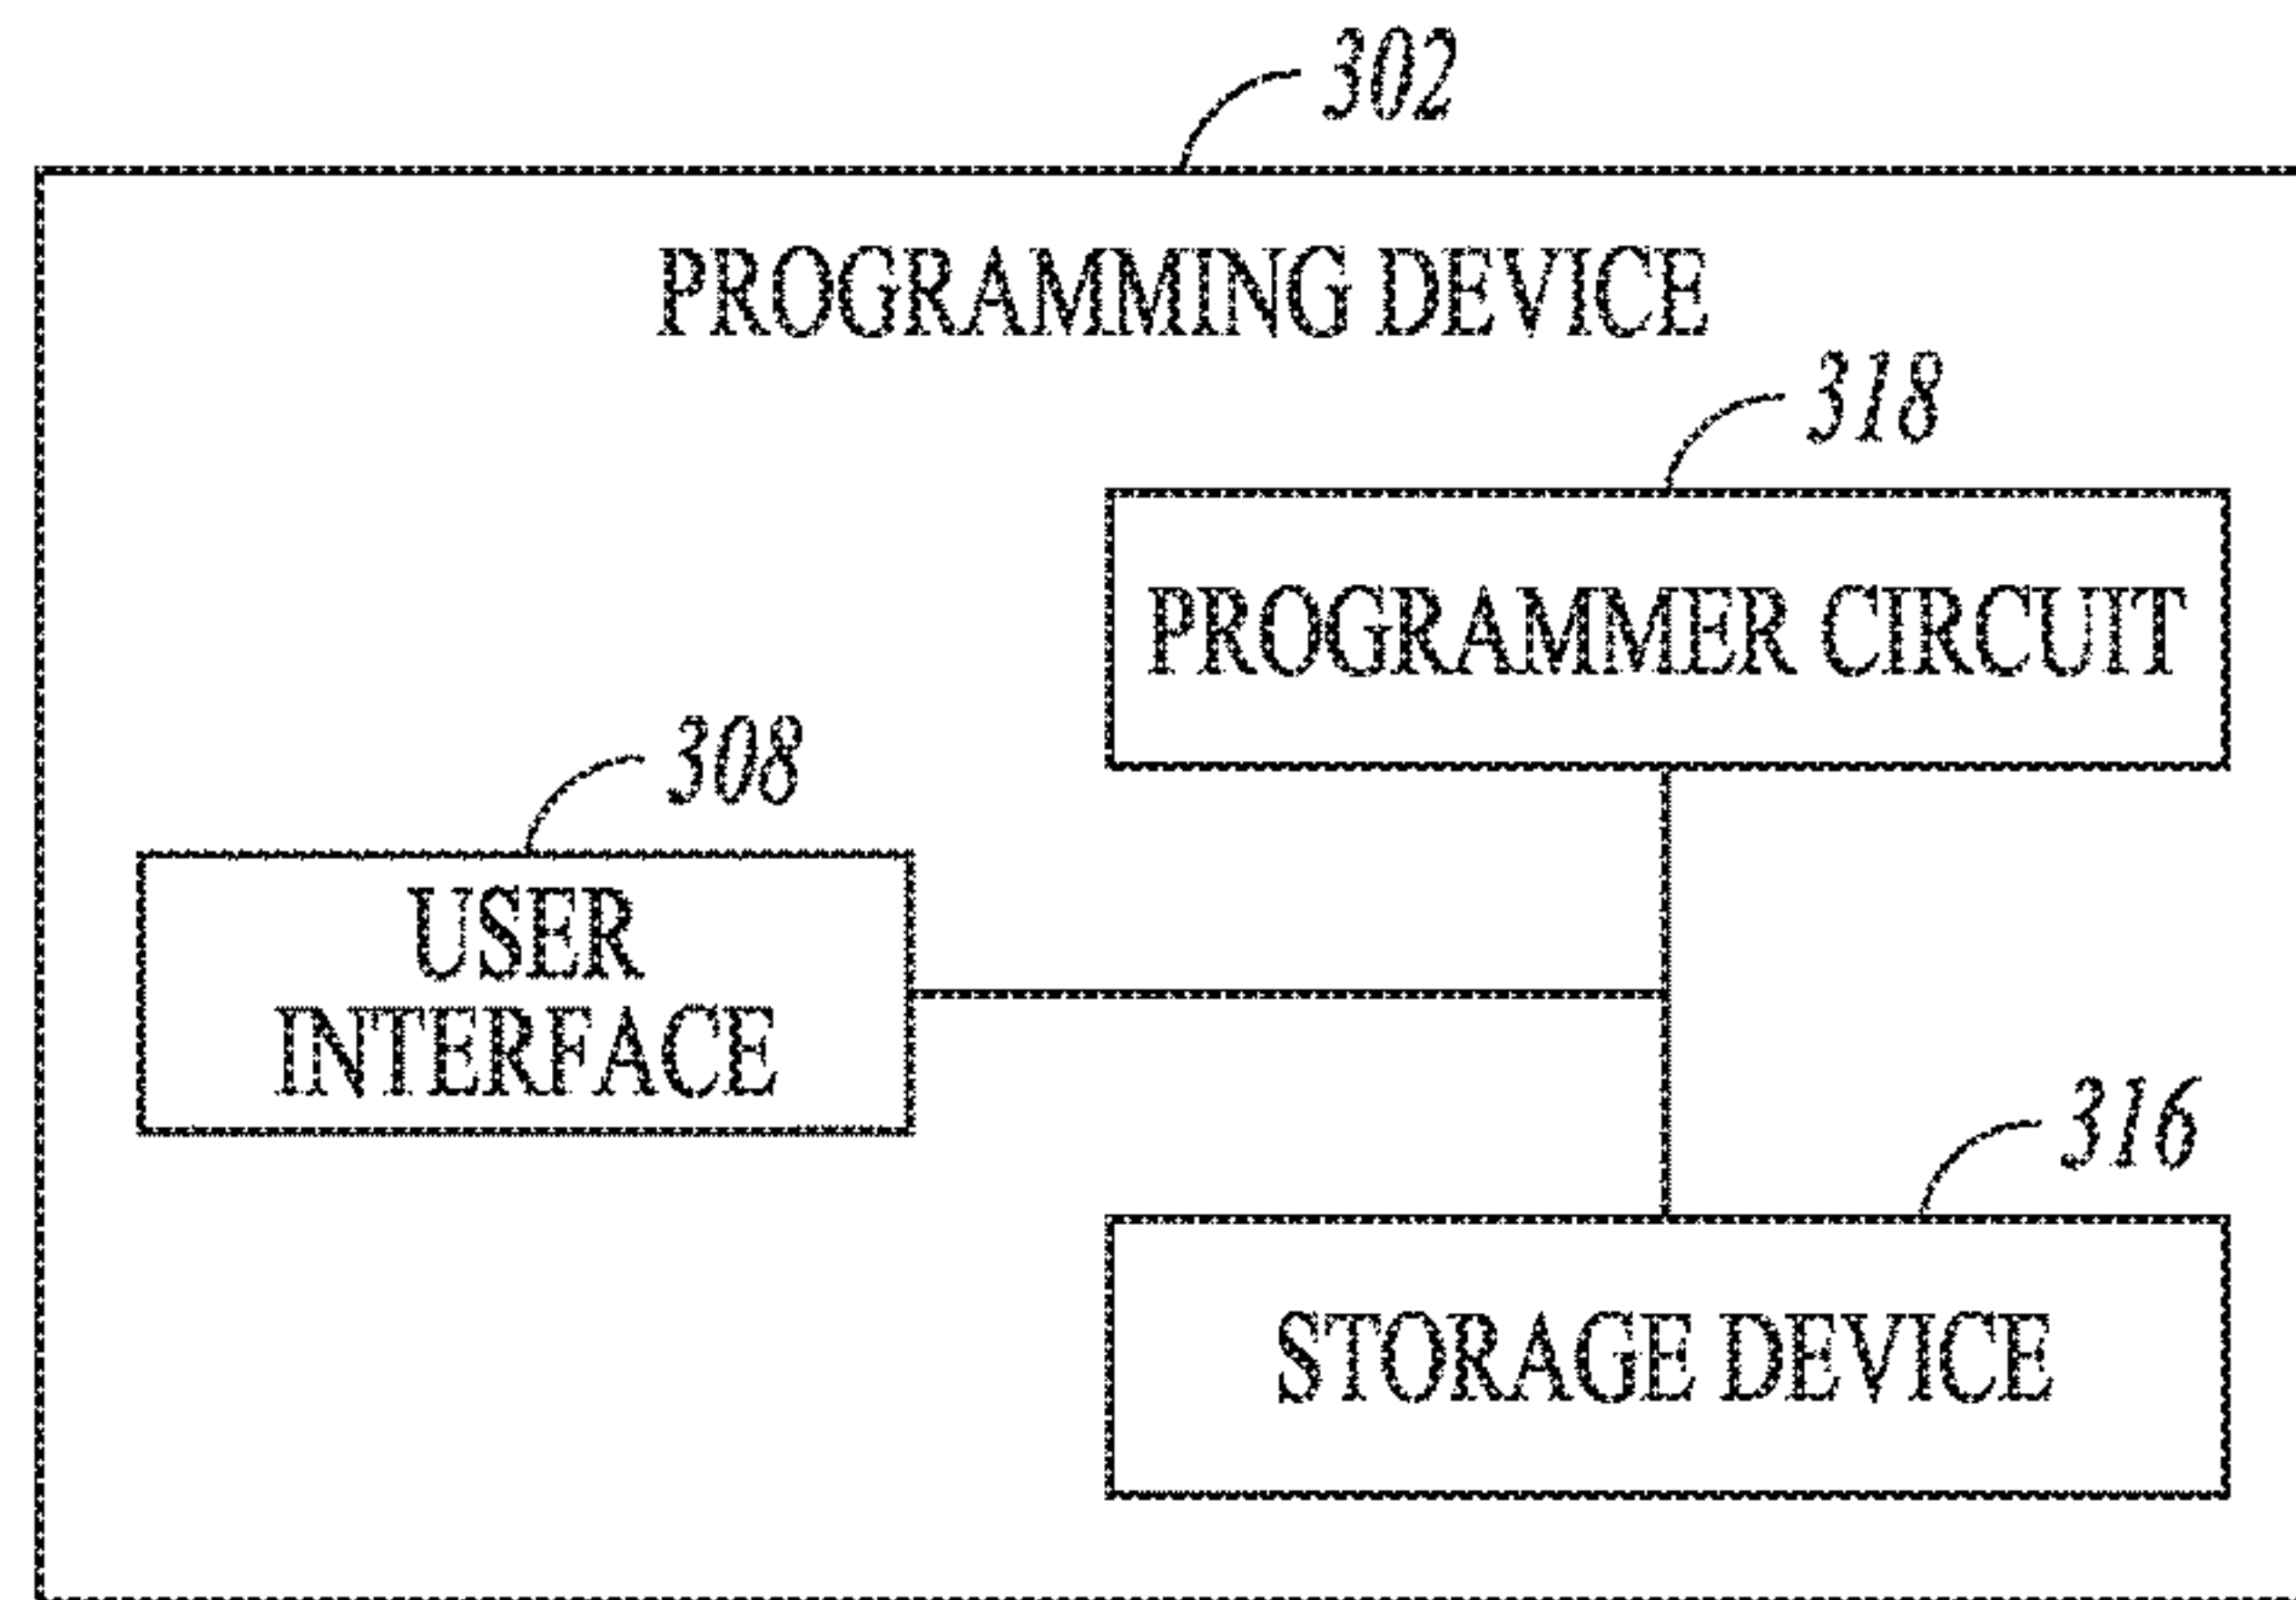 302
PROGRAMMING DEVICE
318
PROGRAMMER CIRCUIT
308
USER
INTERFACE
316
STORAGE DEVICE